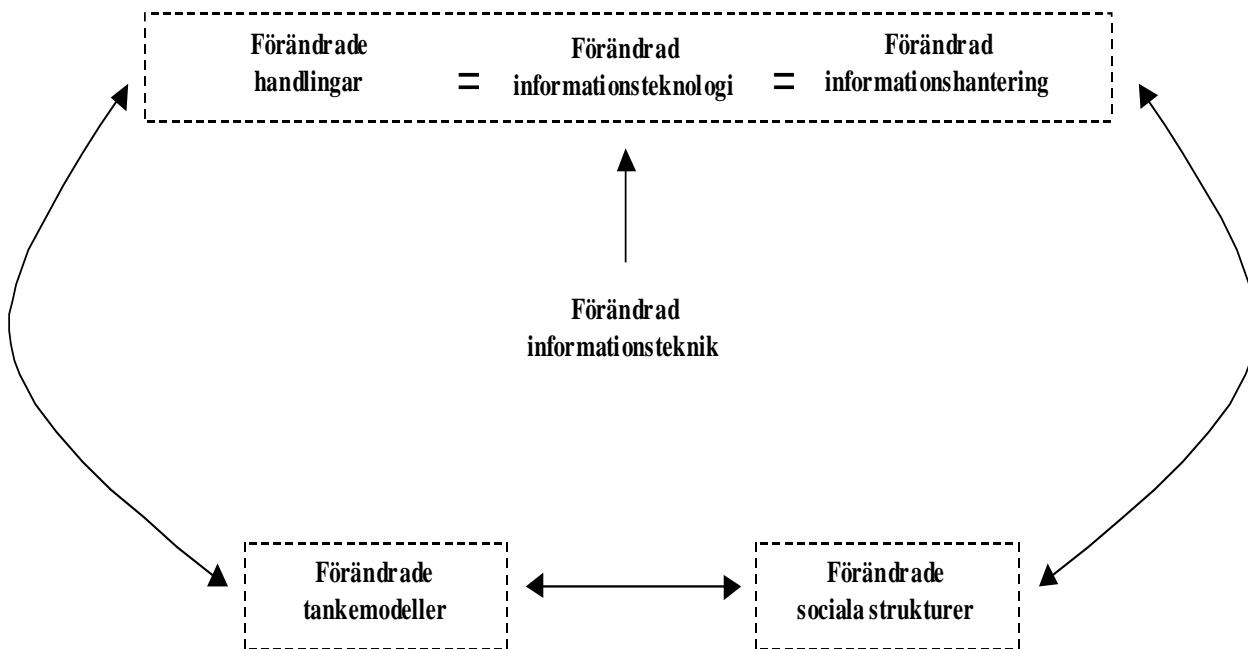 Förändrade
handlingar
=
Förändrad
informationsteknologi
=
Förändrad
informationshantering
Förändrad
informationsteknik
Förändrade
tankemodeller
Förändrade
sociala strukturer